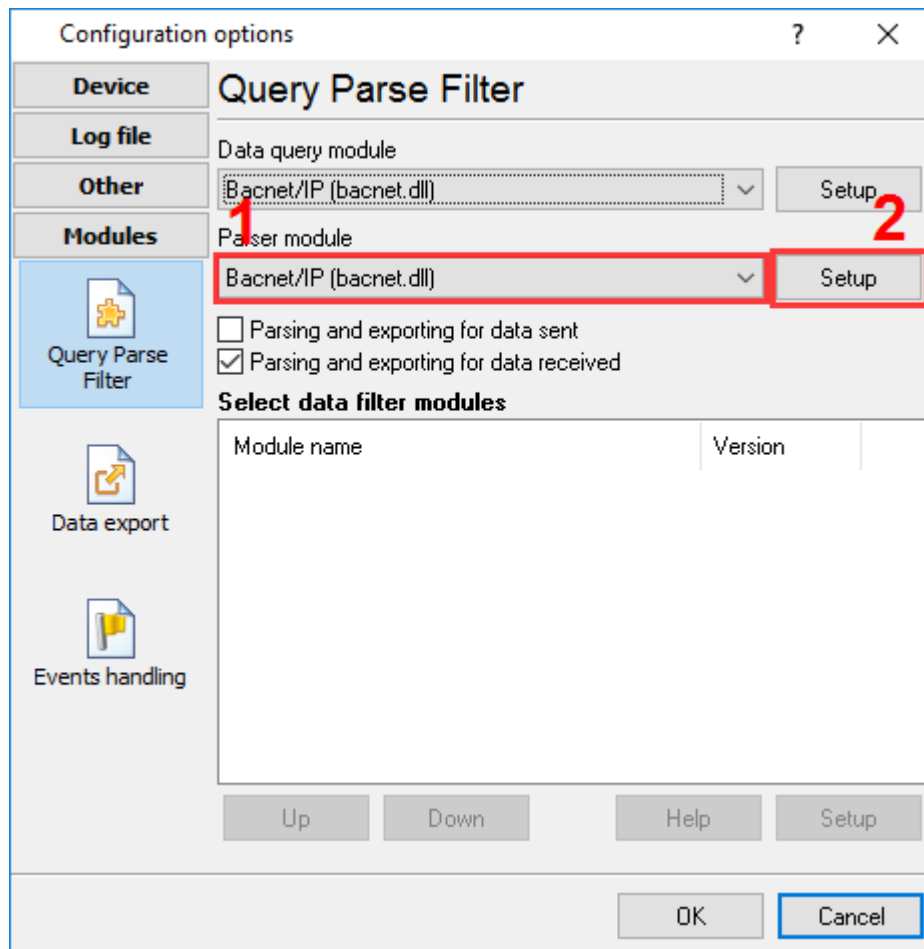 Configuration options
?
Device
Log file
Other
Modules
Query Parse
Filter
Data export
Events handling
Query Parse Filter
Data query module
Bacnet/IP (bacnet.dll)
Setup
1
2
Parser module
Bacnet/IP (bacnet.dll)
Setup
Parsing and exporting for data sent
Parsing and exporting for data received
Select data filter modules
Module name
Version
Up
Down
Help
Setup
OK
Cancel